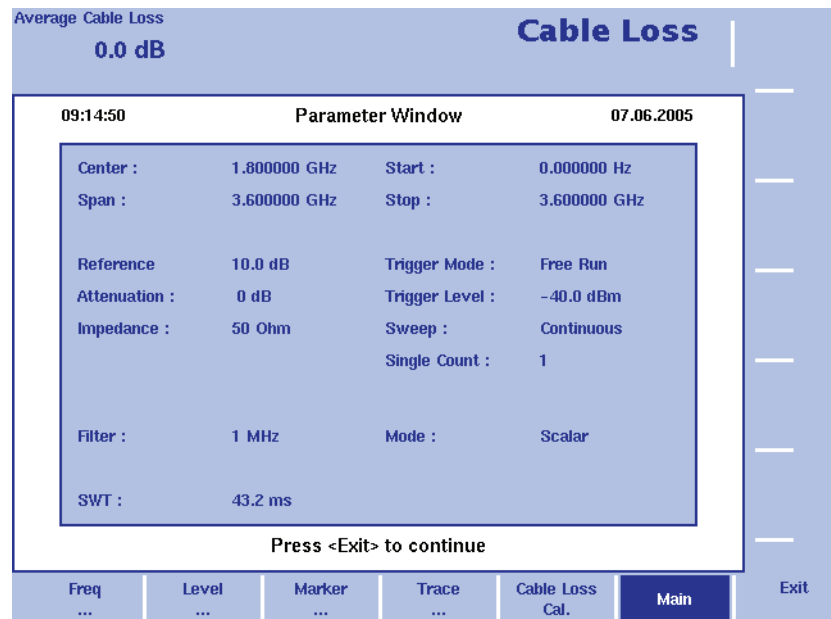 Average Cable Loss
0.0 dB
Cable Loss
09:14:50 Parameter Window 07.06.2005
Center : 1.800000 GHz Start : 0.000000 Hz
Span : 3.600000 GHz Stop : 3.600000 GHz
Reference 10.0 dB Trigger Mode : Free Run
Attenuation : 0 dB Trigger Level : -40.0 dBm
Impedance : 50 Ohm Sweep : Continuous
Single Count : 1
Filter : 1 MHz Mode : Scalar
SWT : 43.2 ms
Press <Exit> to continue
Freq ... Level ... Marker ... Trace ... Cable Loss Cal. Main Exit